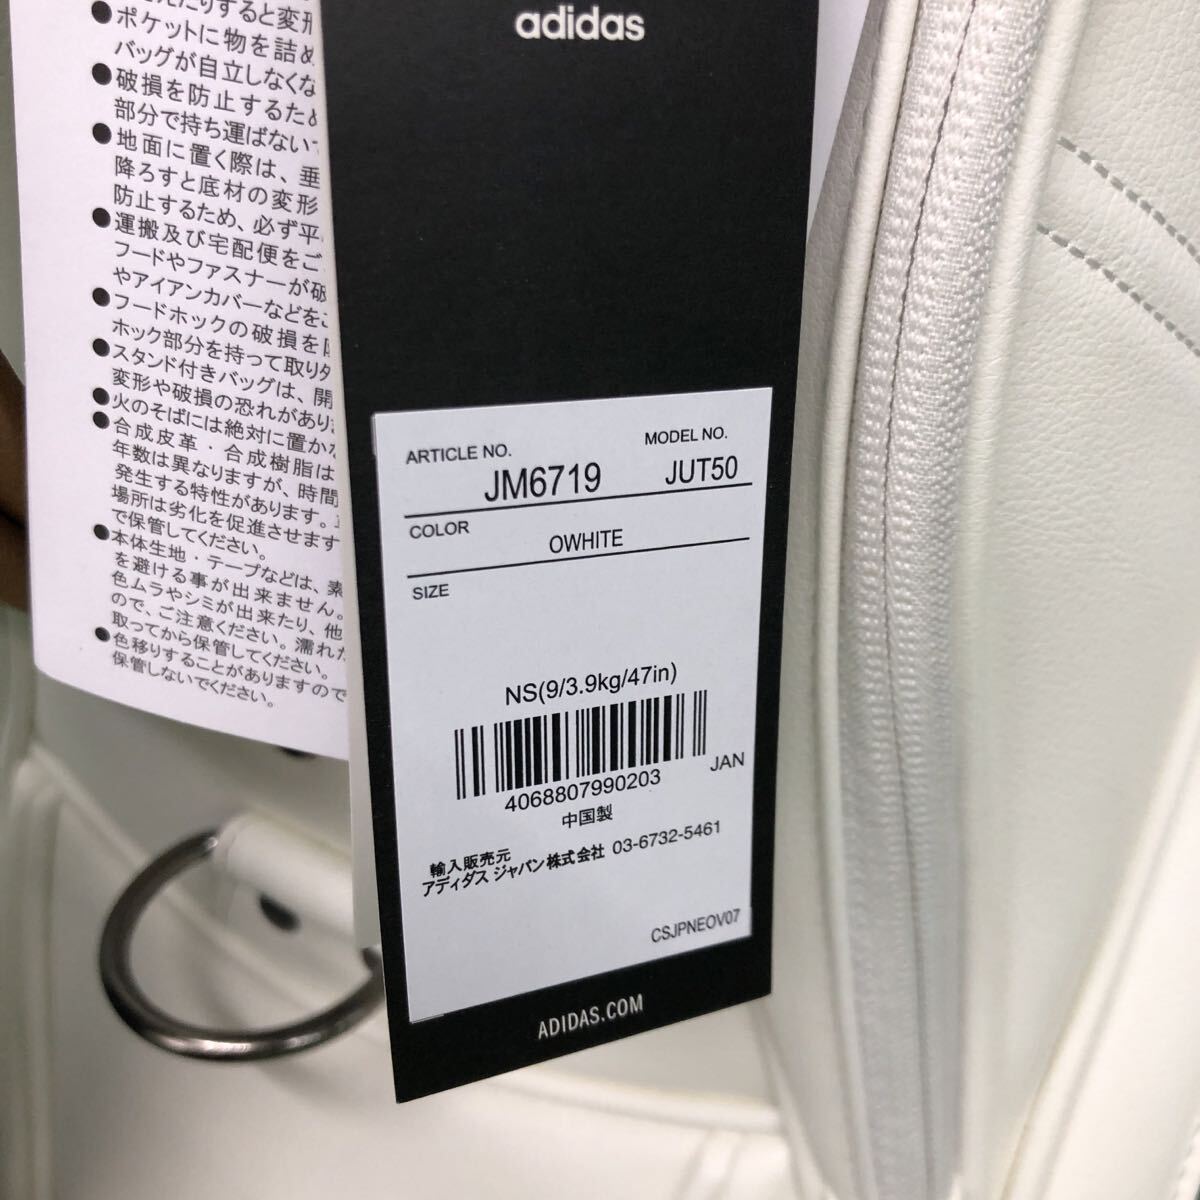 ●ポケットに物を詰め
バッグが自立しなくな
●破損を防止するため
部分で持ち運ばない
●地面に置く際は、垂
降ろすと底材の変形
防止するため、必ず平
●運搬及び宅配便をご
フードやファスナーが破
やアイアンカバーなどをご
●フードホックの破損を
ホック部分を持って取り外
●スタンド付きバッグは、開
変形や破損の恐れがあり
●火のそばには絶対に置かな
●合成皮革・合成樹脂は
年数は異なりますが、時間
発生する特性があります。
場所は劣化を促進させます
で保管してください。
●本体生地・テープなどは、素
を避ける事が出来ません。
色ムラやシミが出来たり、他
ので、ご注意ください。濡れた
取ってから保管してください。
●色移りすることがありますので
保管しないでください。
adidas
ARTICLE NO.
MODEL NO.
JM6719
JUT50
COLOR
OWHITE
SIZE
NS(9/3.9kg/47in)
4068807990203
JAN
中国製
輸入販売元
アディダス ジャパン株式会社 03-6732-5461
CSJPNEOV07
ADIDAS.COM